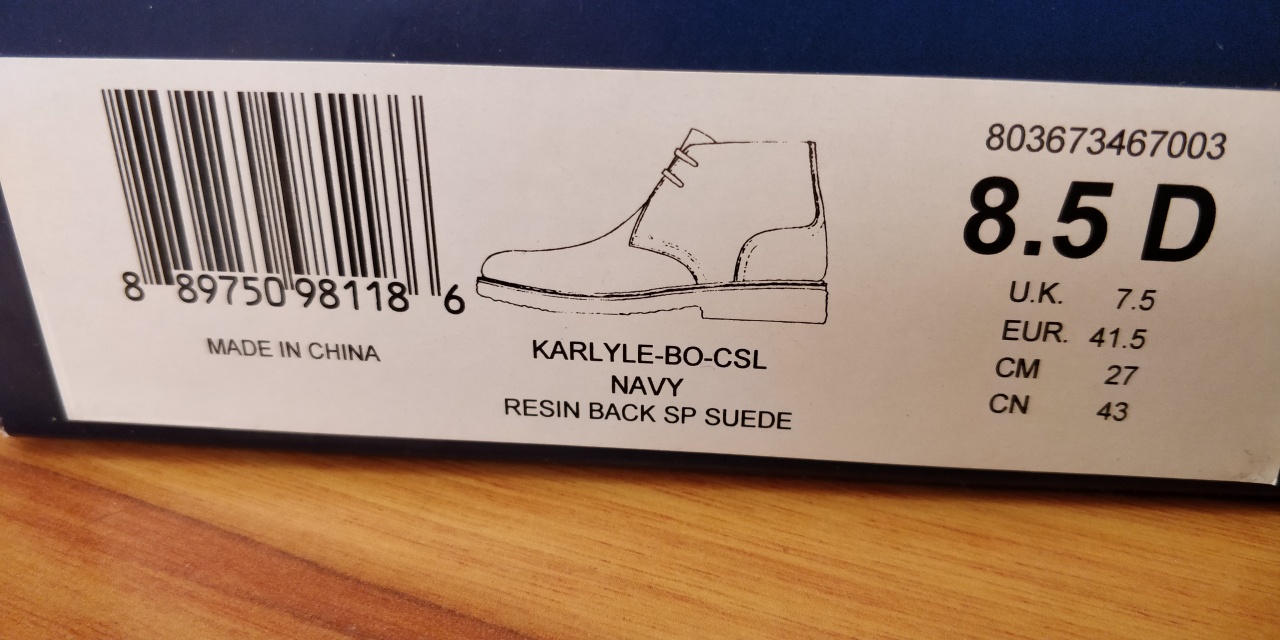 8 89750 98118 6
MADE IN CHINA
KARLYLE-BO-CSL
NAVY
RESIN BACK SP SUEDE
803673467003
8.5 D
U.K. 7.5
EUR. 41.5
CM 27
CN 43